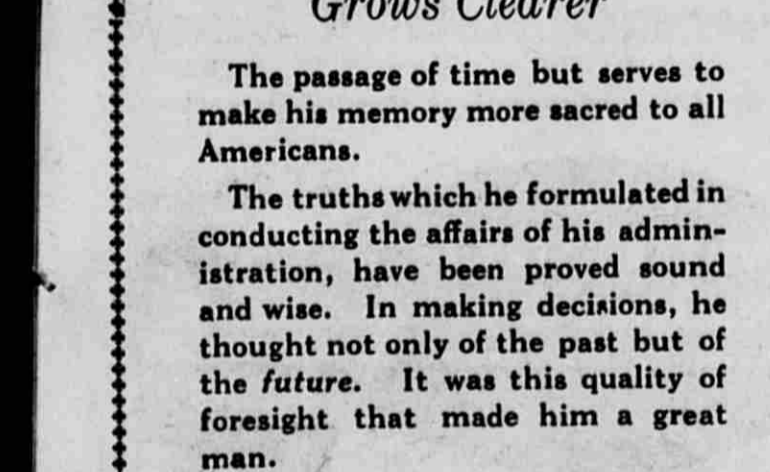 Grows Clearer
The passage of time but serves to
make his memory more sacred to all
Americans.
The truths which he formulated in
conducting the affairs of his admin-
istration, have been proved sound
and wise. In making decisions, he
thought not only of the past but of
the future. It was this quality of
foresight that made him a great
man.